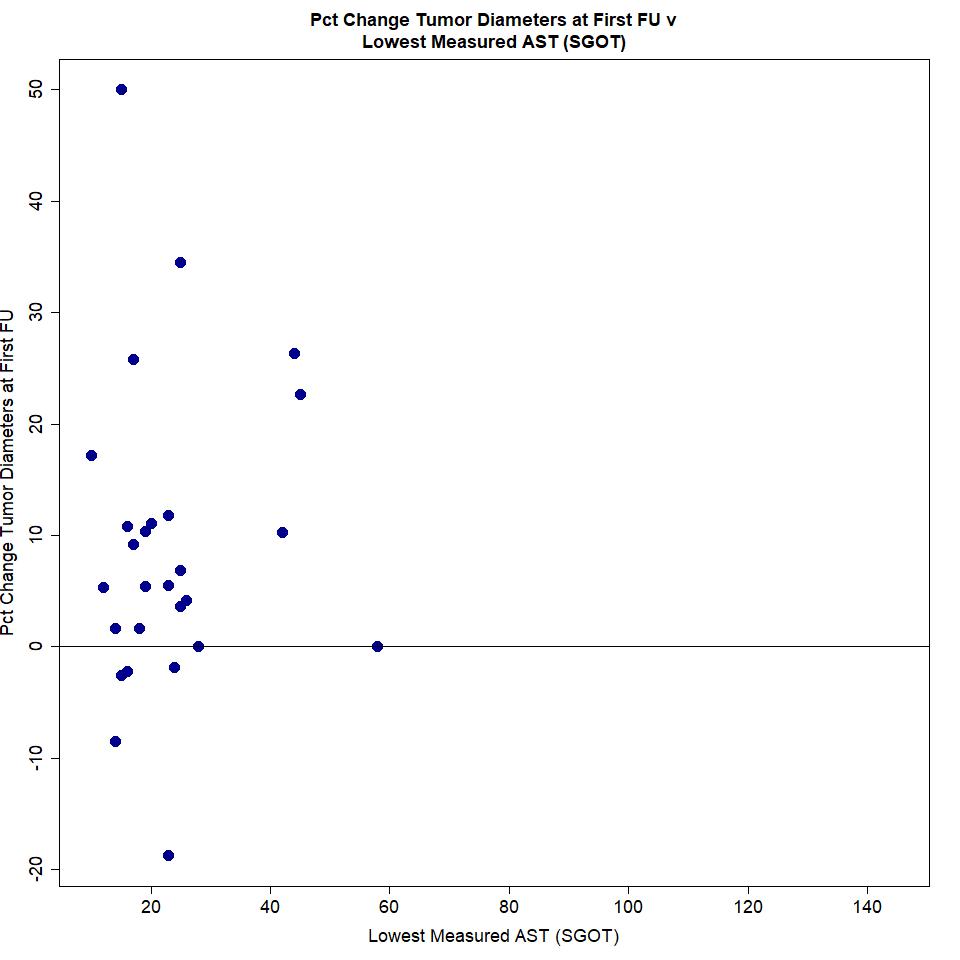 Pct Change Tumor Diameters at First FU v
Lowest Measured AST (SGOT)
Pct Change Tumor Diameters at First FU
50
40
30
20
10
0
-10
-20
20 40 60 80 100 120 140
Lowest Measured AST (SGOT)